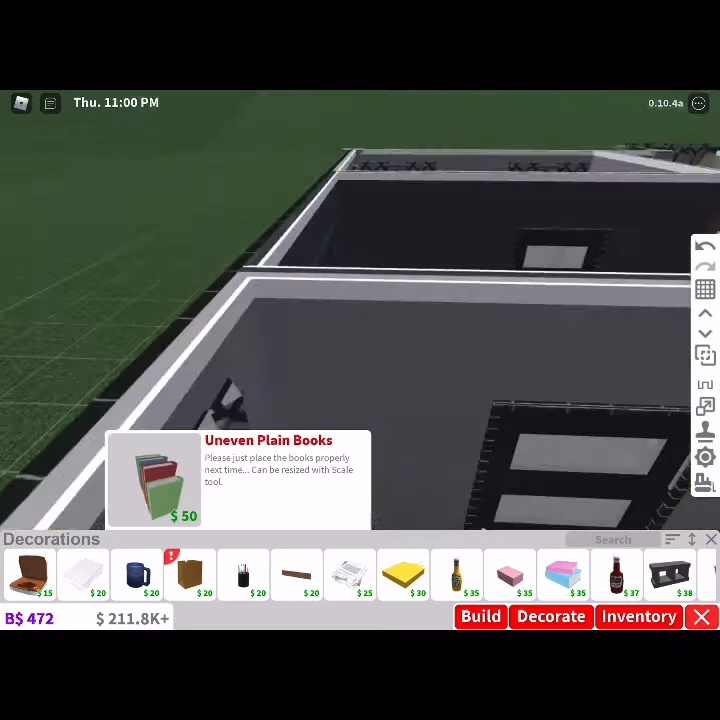 Thu. 11:00 PM
0.10.4a
Uneven Plain Books
Please just place the books properly
next time... Can be resized with Scale
tool.
$ 50
Decorations
Search
$ 15
$ 20
$ 20
$ 20
$ 20
$ 20
$ 25
$ 30
$ 35
$ 35
$ 35
$ 37
$ 38
B$ 472
$ 211.8K+
Build
Decorate
Inventory